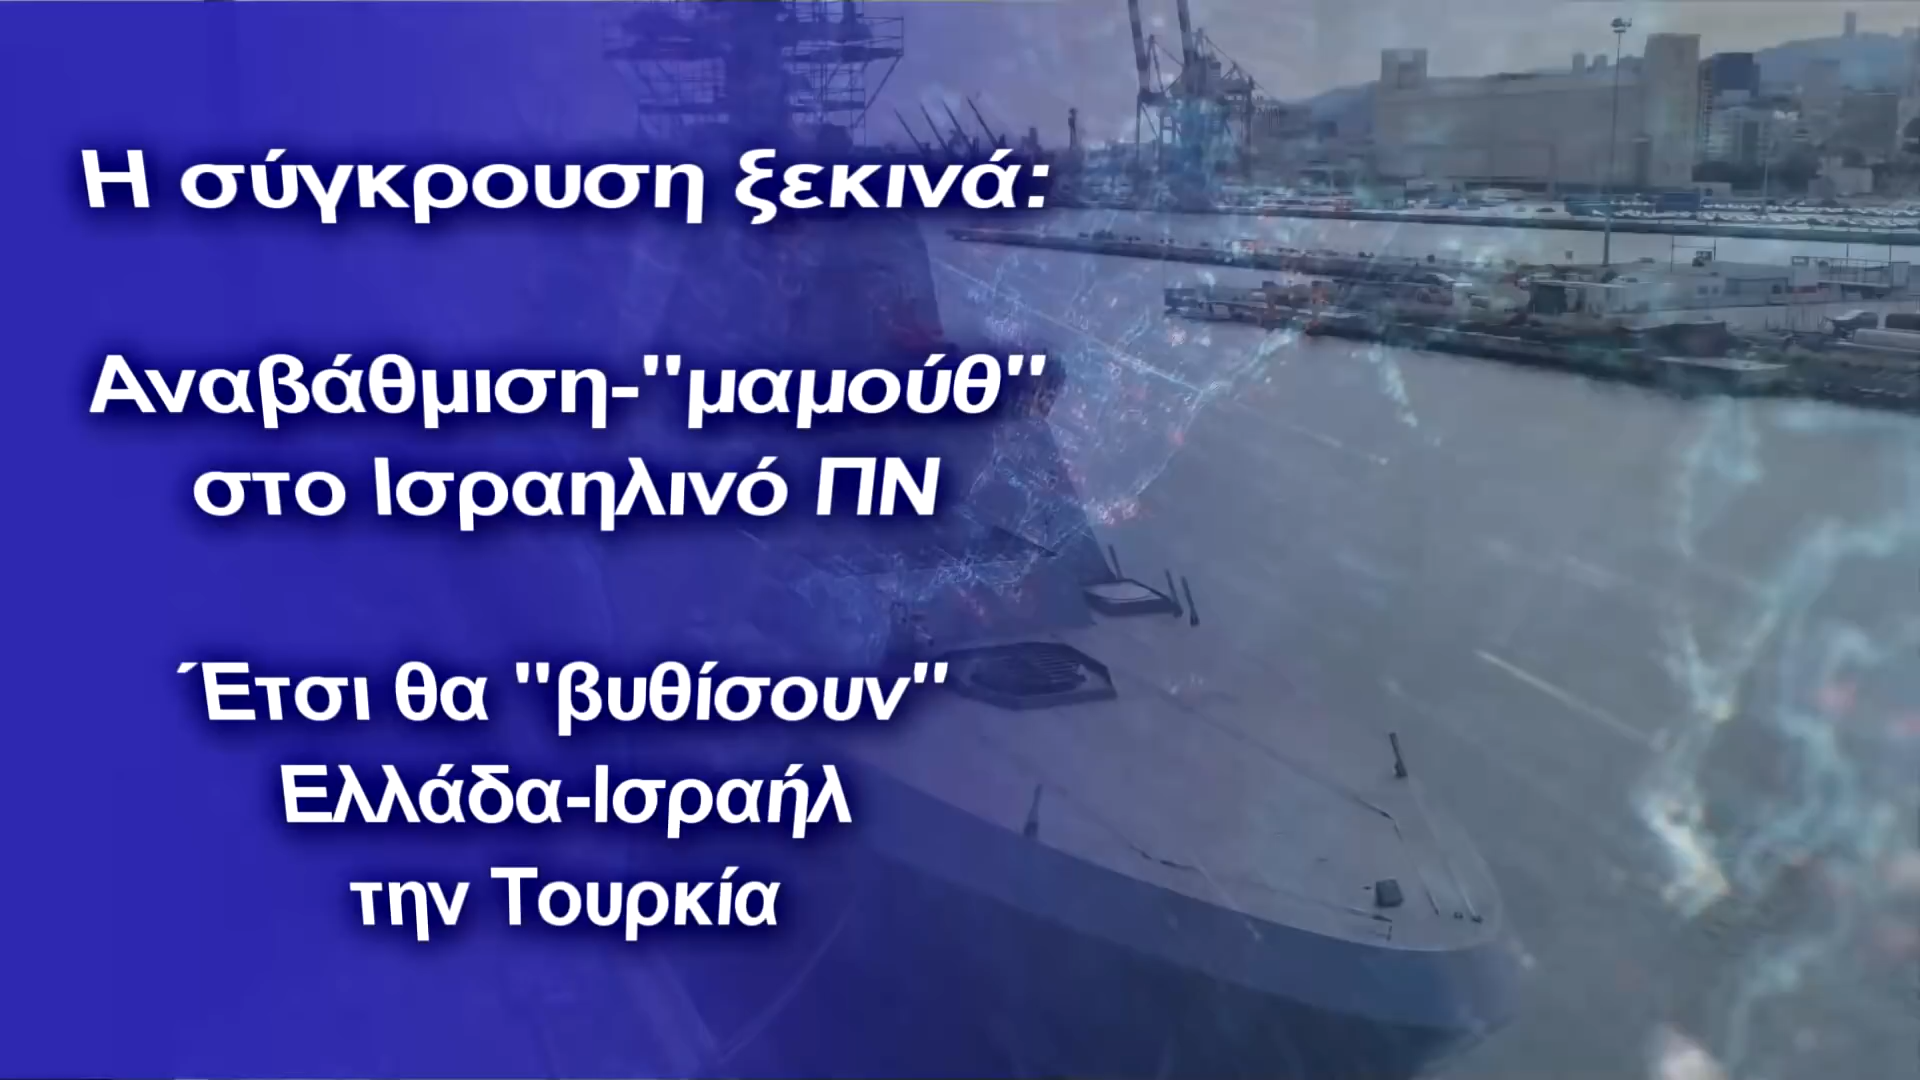 Η σύγκρουση ξεκινά:
Αναβάθμιση-"μαμούθ"
στο Ισραηλινό ΠΝ
Έτσι θα "βυθίσουν"
Ελλάδα-Ισραήλ
την Τουρκία